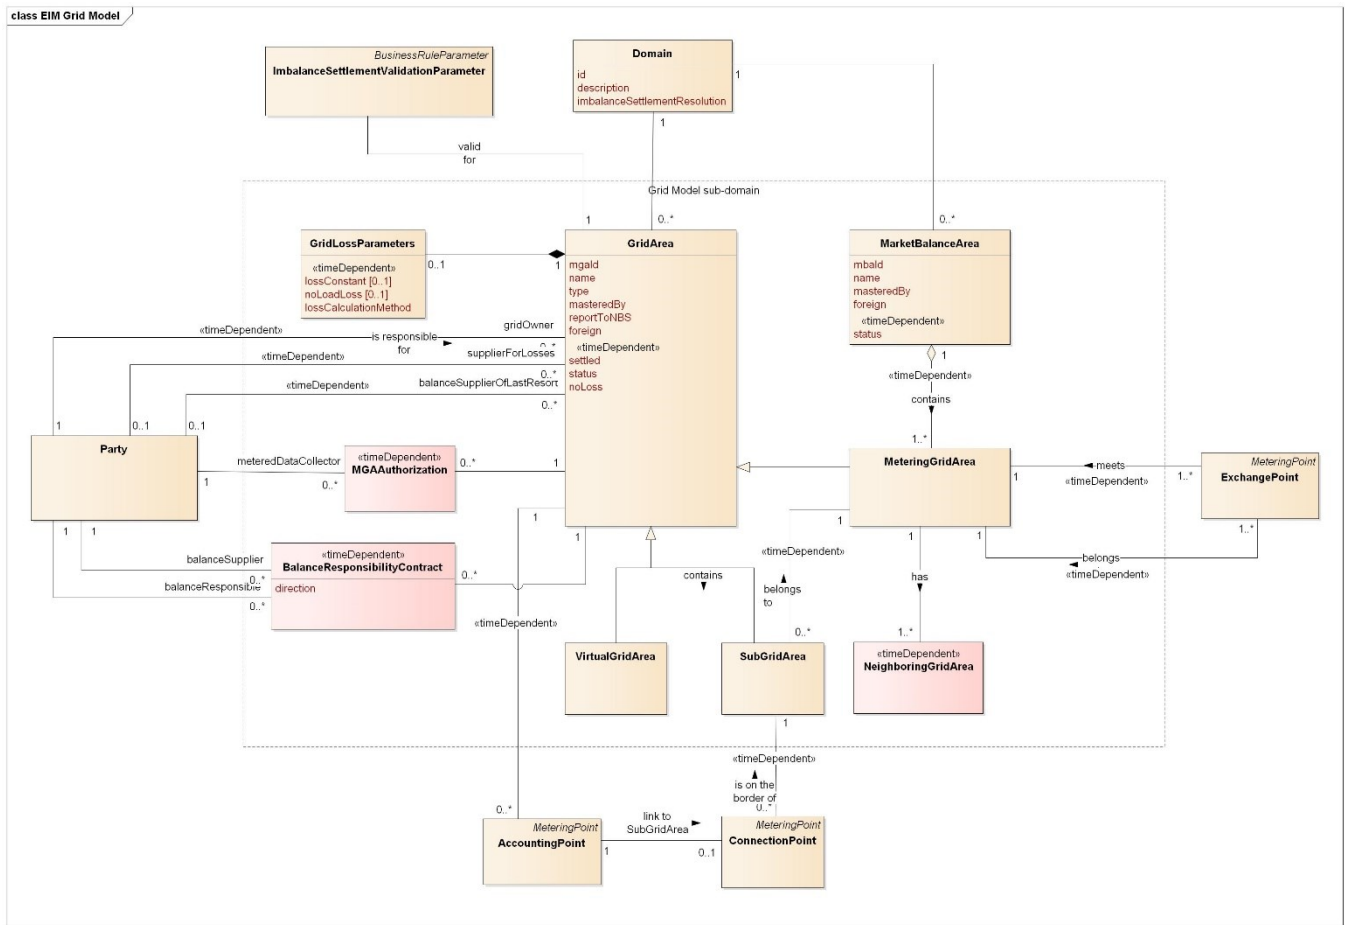 class EIM Grid Model
BusinessRuleParameter
ImbalanceSettlementValidationParameter
Domain
id
description
imbalanceSettlementResolution
1
1
valid
for
Grid Model sub-domain
1
0..*
0..*
GridLossParameters
«timeDependent»
lossConstant [0..1]
noLoadLoss [0..1]
lossCalculationMethod
0..1
1
GridArea
mgaId
name
type
masteredBy
reportToNBS
foreign
«timeDependent»
settled
status
noLoss
MarketBalanceArea
mbaId
name
masteredBy
foreign
«timeDependent»
status
1
«timeDependent»
contains
1..*
«timeDependent»
is responsible
for
gridOwner
0..*
«timeDependent»
supplierForLosses
0..*
«timeDependent»
balanceSupplierOfLastResort
0..*
1
0..1
0..1
Party
meteredDataCollector
1
0..*
«timeDependent»
MGAAuthorization
0..*
1
MeteringGridArea
1
meets
«timeDependent»
1..*
MeteringPoint
ExchangePoint
1..*
belongs
«timeDependent»
1
1
1
balanceSupplier
0..*
balanceResponsible
0..*
«timeDependent»
BalanceResponsibilityContract
direction
0..*
1
1
1
1
contains
«timeDependent»
belongs
to
0..*
has
1..*
«timeDependent»
VirtualGridArea
SubGridArea
«timeDependent»
NeighboringGridArea
1
«timeDependent»
is on the
border of
0..*
0..*
MeteringPoint
AccountingPoint
1
link to
SubGridArea
0..1
MeteringPoint
ConnectionPoint